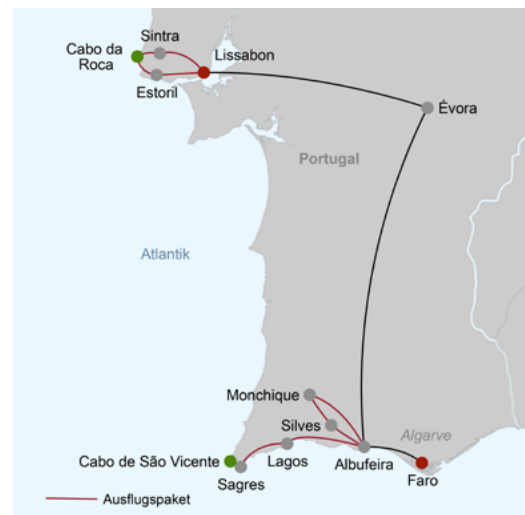 Sintra
Cabo da
Roca
Lissabon
Estoril
Évora
Portugal
Atlantik
Monchique
Silves
Algarve
Cabo de São Vicente
Lagos
Albufeira
Sagres
Faro
Ausflugspaket